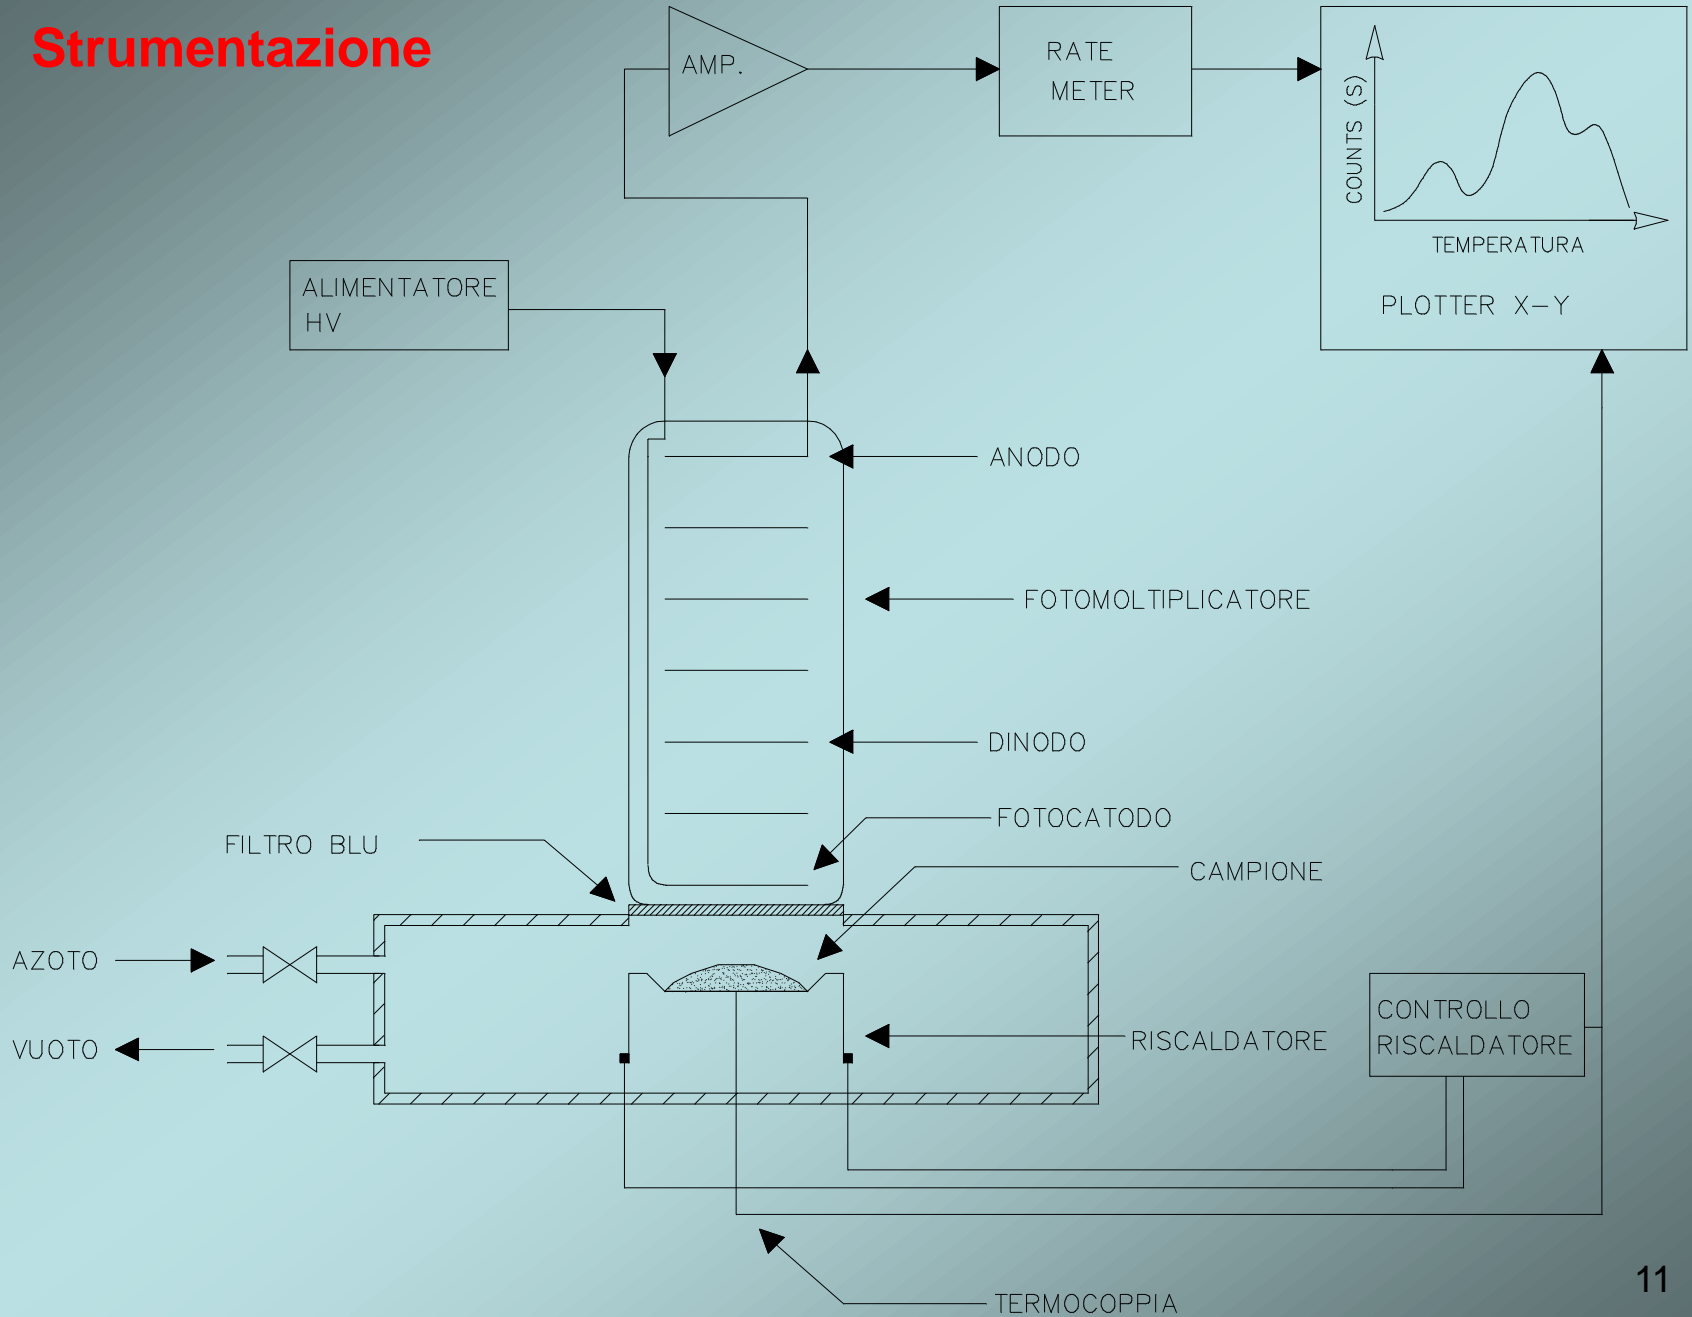 Strumentazione
AMP.
RATE
METER
COUNTS (S)
TEMPERATURA
PLOTTER X-Y
ALIMENTATORE
HV
ANODO
FOTOMOLTIPLICATORE
DINODO
FOTOCATODO
FILTRO BLU
CAMPIONE
AZOTO
VUOTO
RISCALDATORE
CONTROLLO
RISCALDATORE
TERMOCOPPIA
11